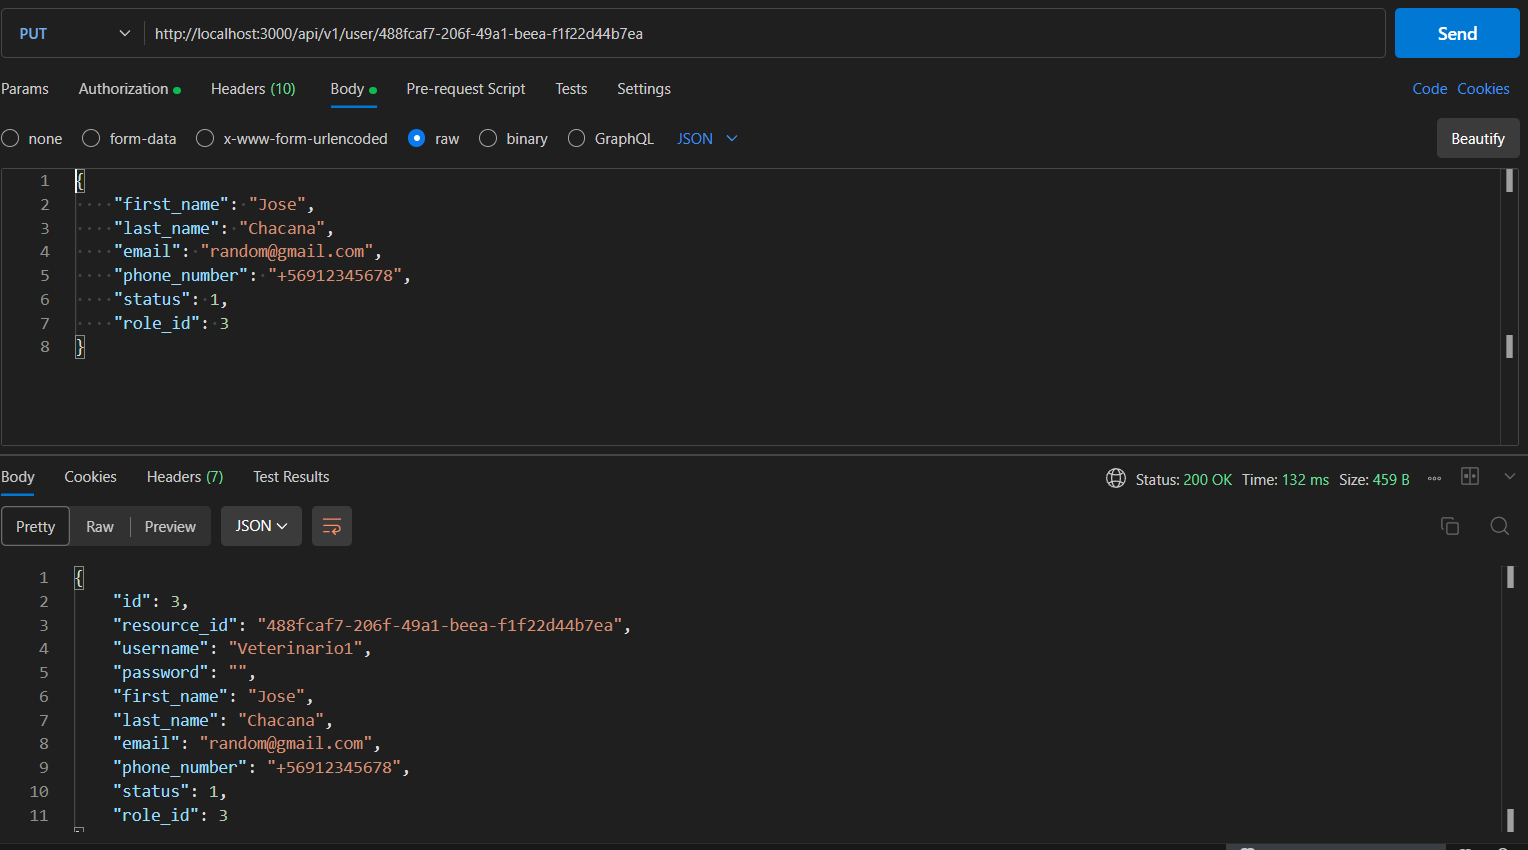 PUT http://localhost:3000/api/v1/user/488fcaf7-206f-49a1-beea-f1f22d44b7ea Send
Params Authorization Headers (10) Body Pre-request Script Tests Settings Code Cookies
none form-data x-www-form-urlencoded raw binary GraphQL JSON Beautify
1 {
2 "first_name": "Jose",
3 "last_name": "Chacana",
4 "email": "random@gmail.com",
5 "phone_number": "+56912345678",
6 "status": 1,
7 "role_id": 3
8 }
Body Cookies Headers (7) Test Results Status: 200 OK Time: 132 ms Size: 459 B
Pretty Raw Preview JSON
1 {
2 "id": 3,
3 "resource_id": "488fcaf7-206f-49a1-beea-f1f22d44b7ea",
4 "username": "Veterinario1",
5 "password": "",
6 "first_name": "Jose",
7 "last_name": "Chacana",
8 "email": "random@gmail.com",
9 "phone_number": "+56912345678",
10 "status": 1,
11 "role_id": 3